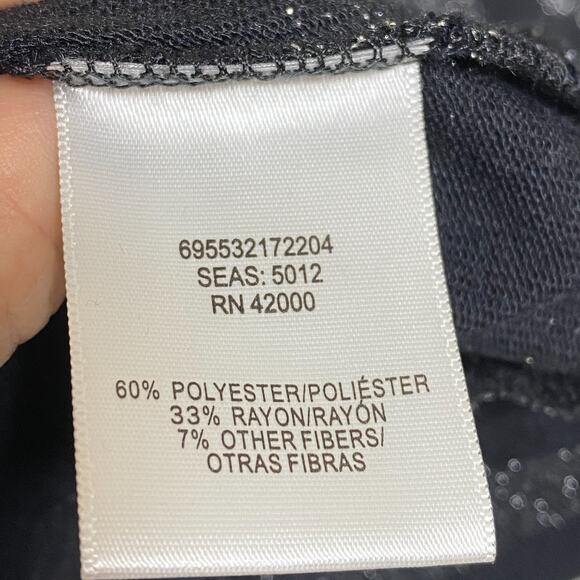 695532172204
SEAS: 5012
RN 42000
60% POLYESTER/POLIÉSTER
33% RAYON/RAYÓN
7% OTHER FIBERS/
OTRAS FIBRAS